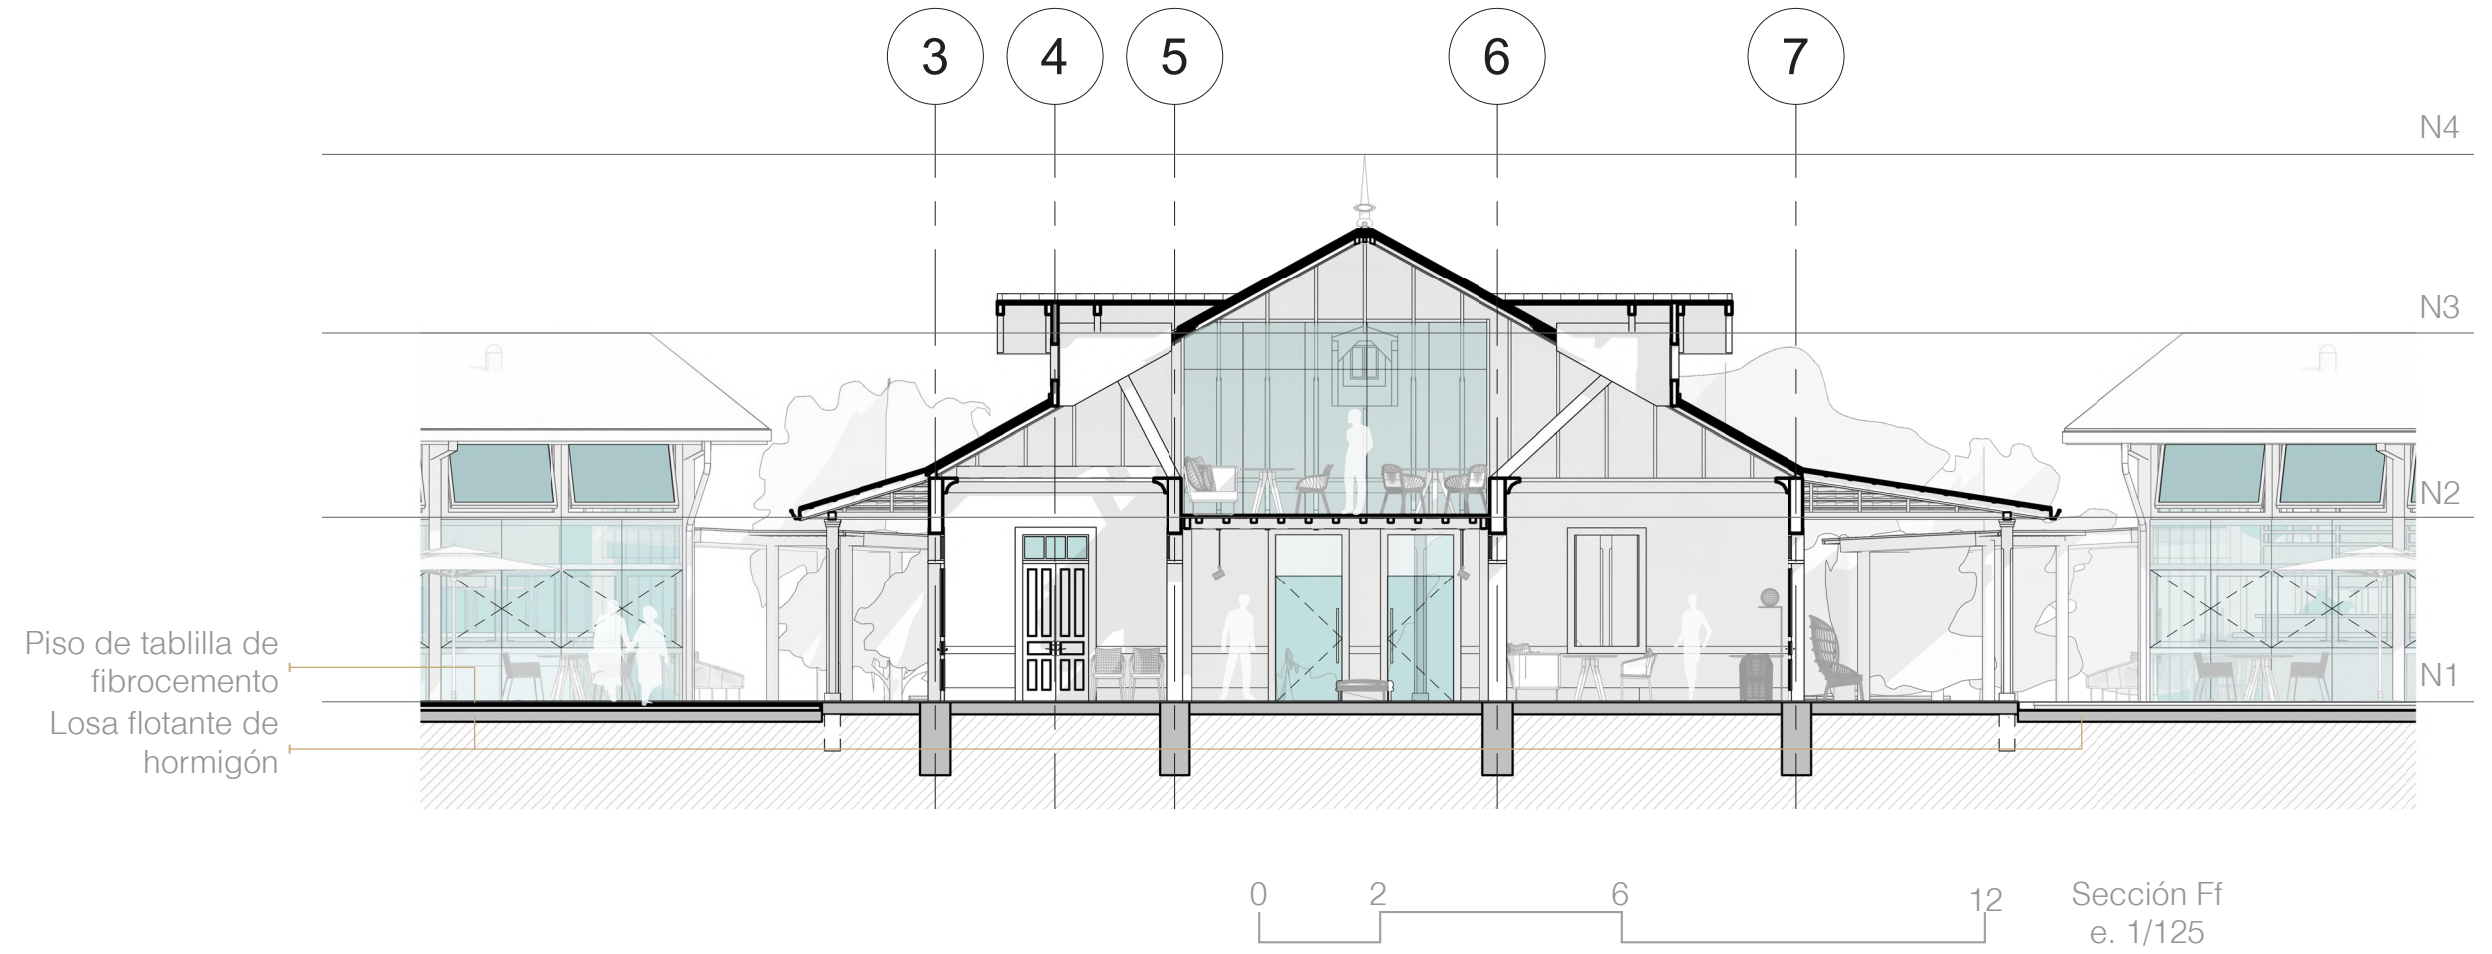 3 4 5 6 7
N4
N3
N2
N1
Piso de tablilla de
fibrocemento
Losa flotante de
hormigón
0 2 6 12
Sección Ff
e. 1/125